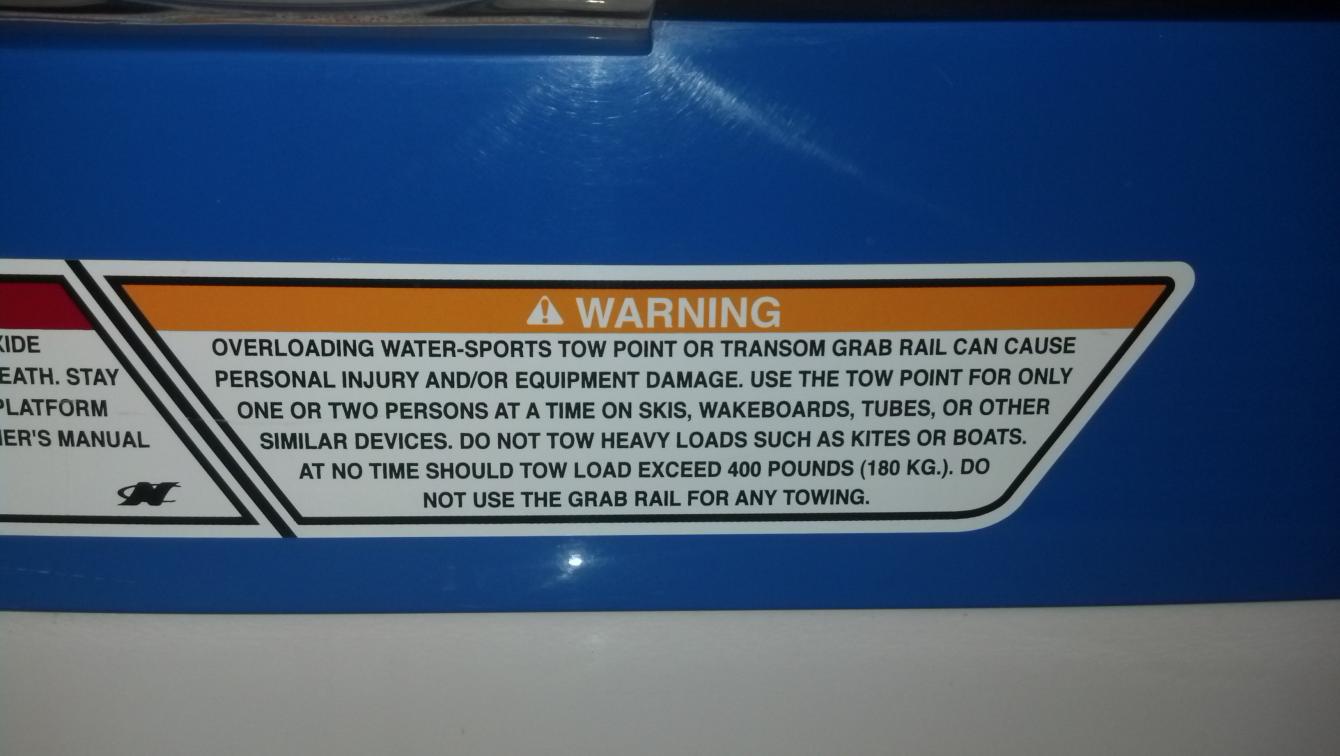 WARNING
OVERLOADING WATER-SPORTS TOW POINT OR TRANSOM GRAB RAIL CAN CAUSE
PERSONAL INJURY AND/OR EQUIPMENT DAMAGE. USE THE TOW POINT FOR ONLY
ONE OR TWO PERSONS AT A TIME ON SKIS, WAKEBOARDS, TUBES, OR OTHER
SIMILAR DEVICES. DO NOT TOW HEAVY LOADS SUCH AS KITES OR BOATS.
AT NO TIME SHOULD TOW LOAD EXCEED 400 POUNDS (180 KG.). DO
NOT USE THE GRAB RAIL FOR ANY TOWING.
XIDE
EATH. STAY
PLATFORM
ER'S MANUAL